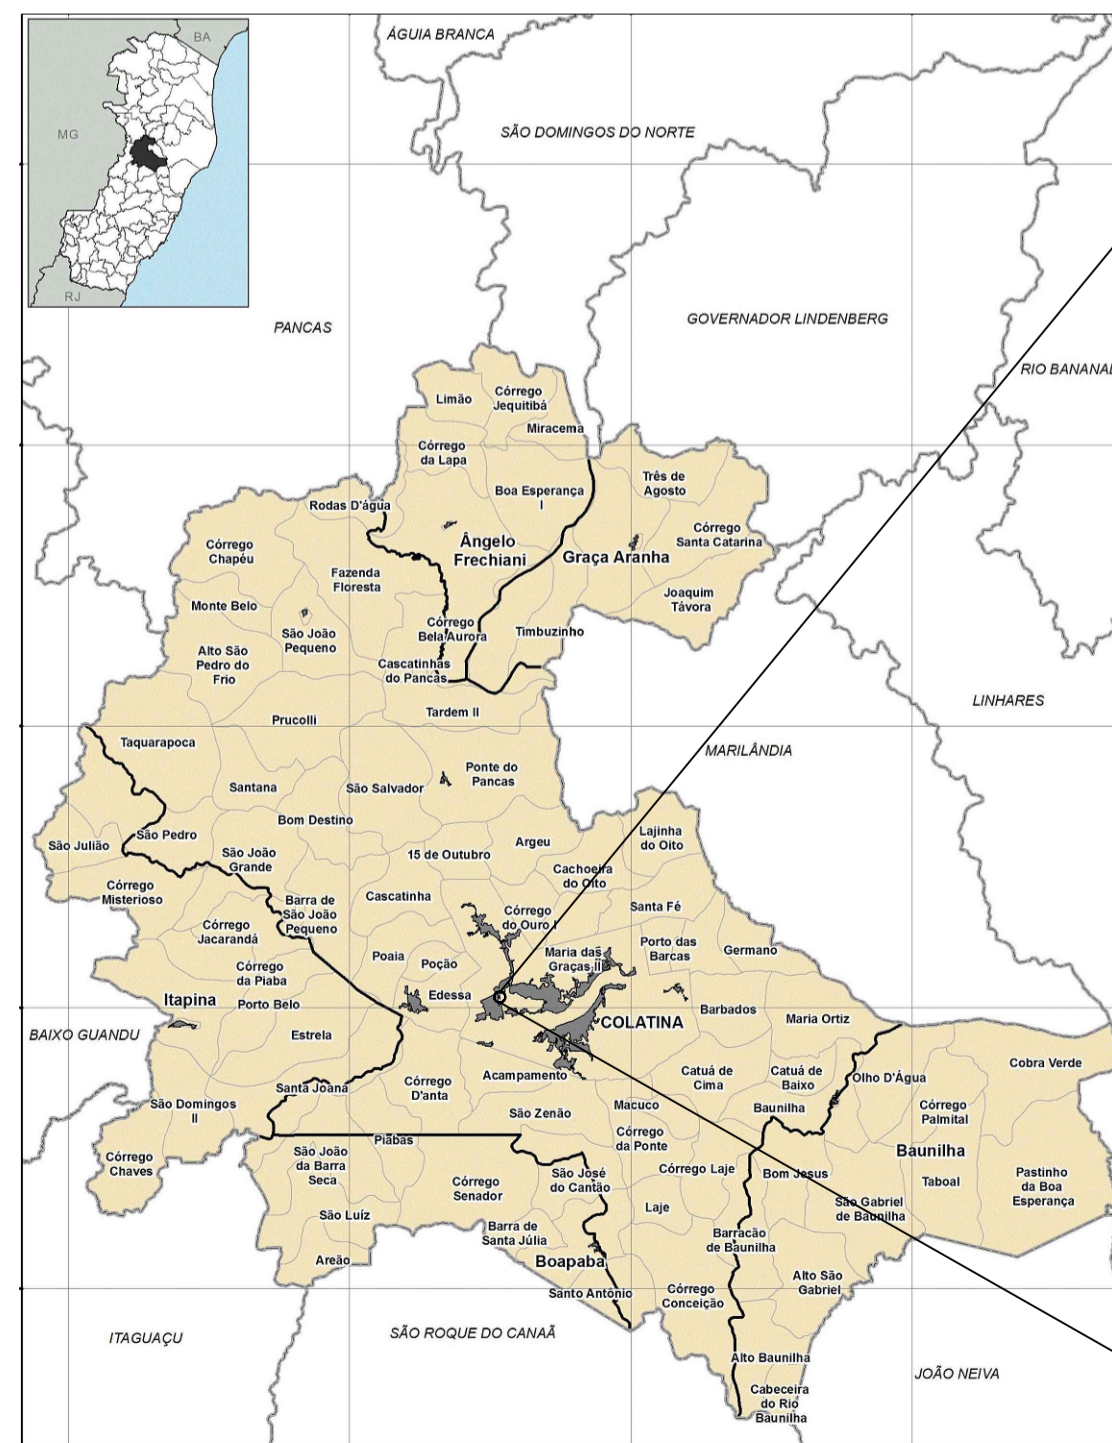 BA
MG
RJ
ÁGUIA BRANCA
SÃO DOMINGOS DO NORTE
PANCAS
GOVERNADOR LINDENBERG
RIO BANANAL
Limão
Córrego
Jequitibá
Miracema
Córrego
da Lapa
Três de
Agosto
Boa Esperança
I
Rodas D'água
Córrego
Santa Catarina
Ângelo
Frechiani
Graça Aranha
Córrego
Chapéu
Fazenda
Floresta
Joaquim
Távora
Monte Belo
São João
Pequeno
Córrego
Bela Aurora
Timbuzinho
Alto São
Pedro do
Frio
Cascatinhas
do Pancas
LINHARES
Prucolli
Tardem II
Taquarapoca
MARILÂNDIA
Ponte do
Pancas
Santana
São Salvador
Bom Destino
São Pedro
São Julião
Argeu
Lajinha
do Oito
São João
Grande
15 de Outubro
Cachoeira
do Oito
Córrego
Misterioso
Cascatinha
Barra de
São João
Pequeno
Santa Fé
Córrego
do Ouro I
Córrego
Jacarandá
Porto das
Barcas
Germano
Maria das
Graças II
Poaia
Poção
Córrego
da Piaba
Edessa
Itapina
Porto Belo
Barbados
COLATINA
Maria Ortiz
BAIXO GUANDU
Estrela
Cobra Verde
Acampamento
Catuá de
Cima
Catuá de
Baixo
Olho D'Água
Santa Joana
Córrego
D'anta
São Domingos
II
São Zenão
Macuco
Baunilha
Córrego
Palmital
Piabas
Córrego
da Ponte
Baunilha
Córrego
Chaves
São João
da Barra
Seca
São José
do Cantão
Córrego Laje
Bom Jesus
Taboal
Pastinho
da Boa
Esperança
Córrego
Senador
São Luíz
Laje
São Gabriel
de Baunilha
Barra de
Santa Júlia
Barracão
de Baunilha
Areão
Boapaba
Alto São
Gabriel
Santo Antônio
Córrego
Conceição
ITAGUAÇU
SÃO ROQUE DO CANAÃ
Alto Baunilha
JOÃO NEIVA
Cabeceira
do Rio
Baunilha